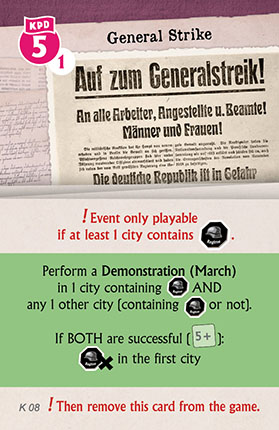 KPD
5
1
General Strike
Auf zum Generalstreik!
An alle Arbeiter, Angestellte u. Beamte!
Männer und Frauen!
Die deutsche Republik ist in Gefahr
! Event only playable
if at least 1 city contains .
Perform a Demonstration (March)
in 1 city containing AND
any 1 other city (containing or not).
If BOTH are successful ( 5+ ):
in the first city
K 08 ! Then remove this card from the game.